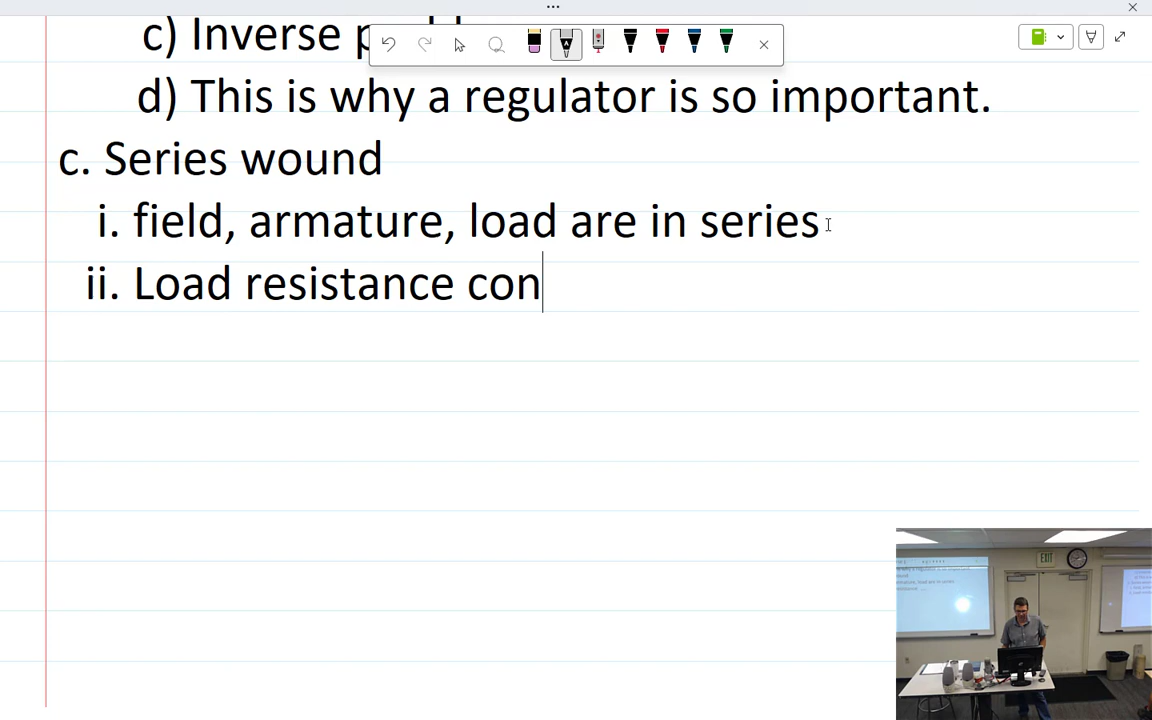 c) Inverse
d) This is why a regulator is so important.
c. Series wound
i. field, armature, load are in series
ii. Load resistance con
EXIT